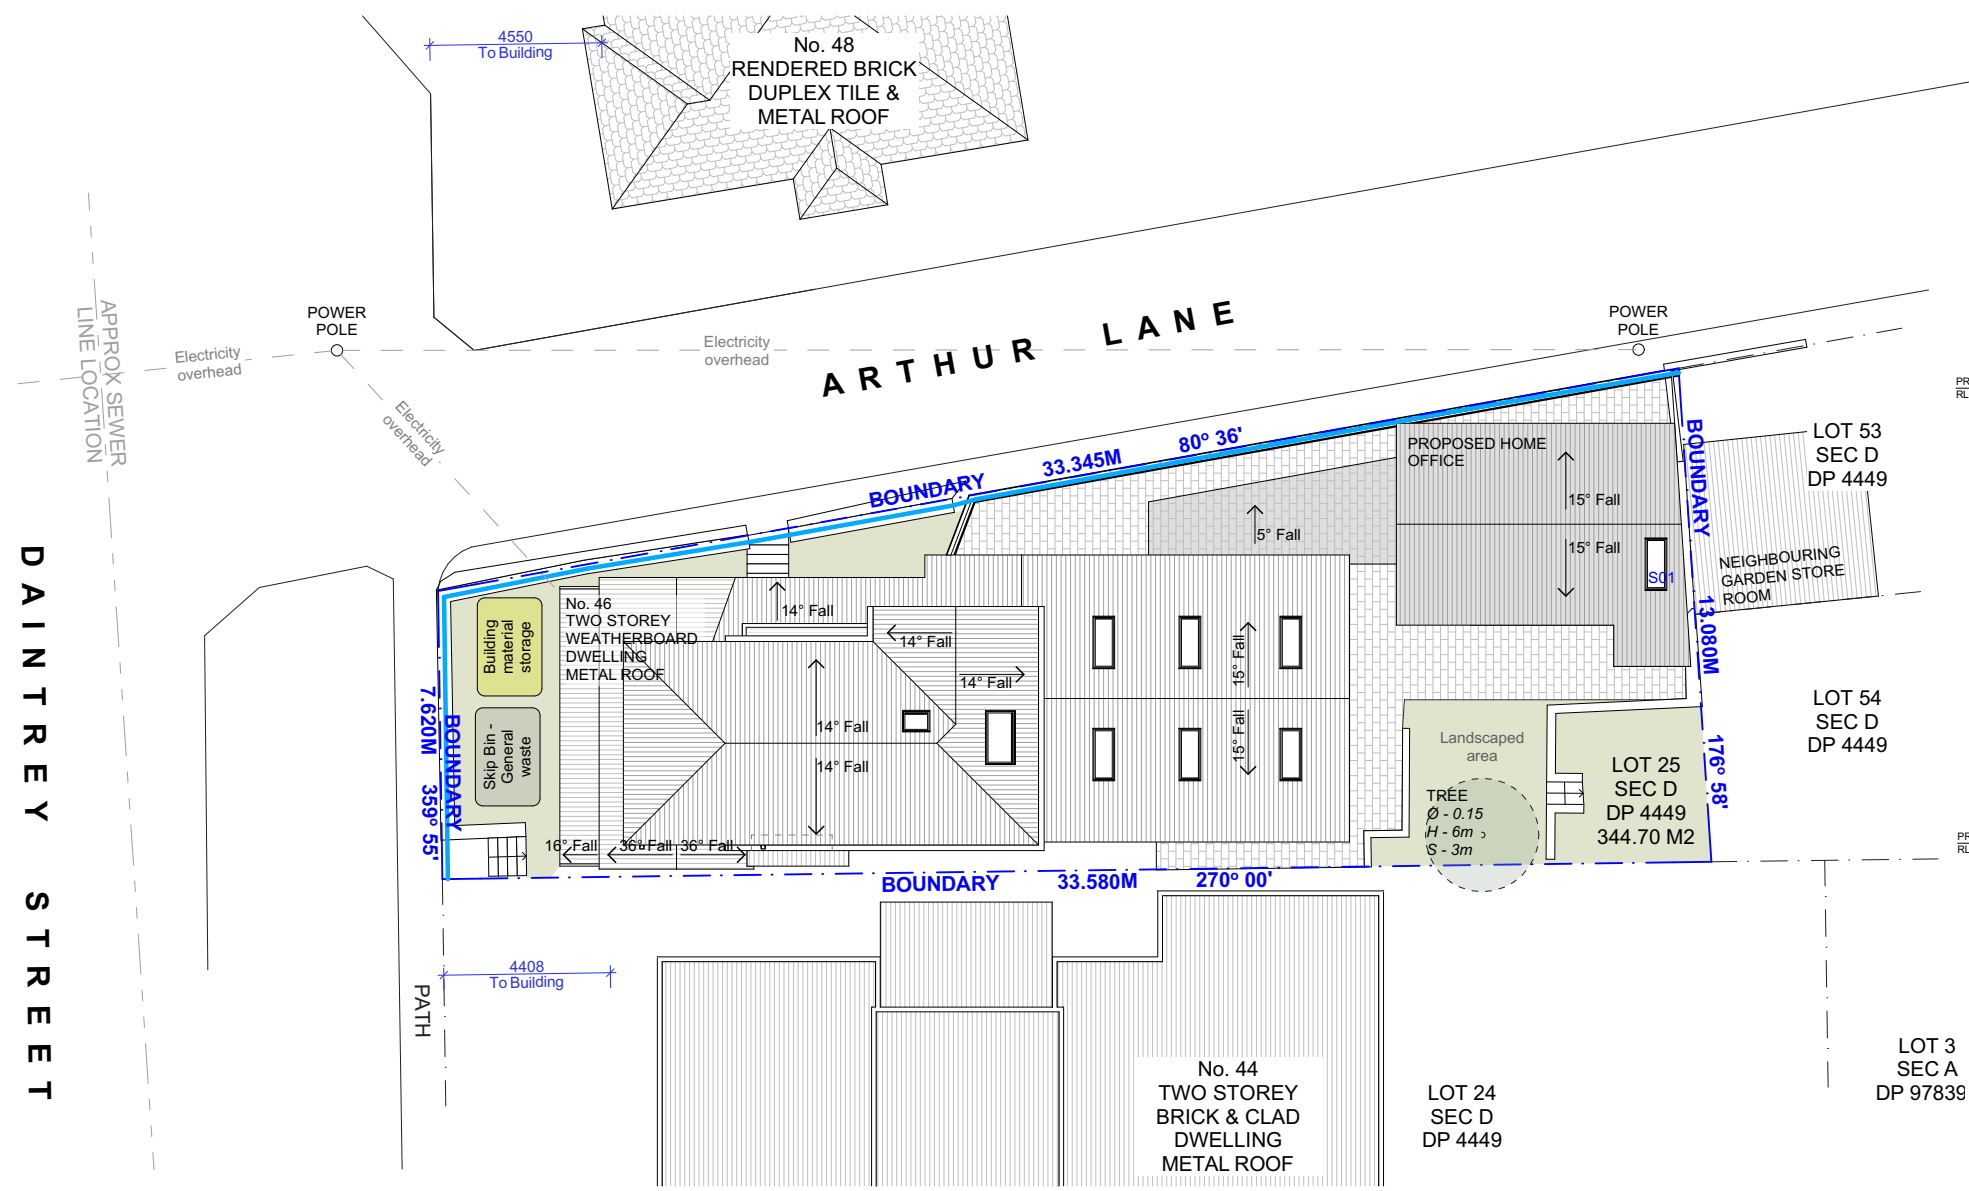 4550
To Building
No. 48
RENDERED BRICK
DUPLEX TILE &
METAL ROOF
APPROX SEWER
LINE LOCATION
Electricity
overhead
POWER
POLE
Electricity
overhead
Electricity
overhead
ARTHUR LANE
POWER
POLE
BOUNDARY
33.345M
80° 36'
PROPOSED HOME
OFFICE
15° Fall
15° Fall
S01
5° Fall
BOUNDARY
13.080M
176° 58'
LOT 53
SEC D
DP 4449
NEIGHBOURING
GARDEN STORE
ROOM
PR
RL
DAINTREY STREET
Building
material
storage
Skip Bin -
General
waste
No. 46
TWO STOREY
WEATHERBOARD
DWELLING
METAL ROOF
14° Fall
14° Fall
14° Fall
14° Fall
14° Fall
15° Fall
15° Fall
16° Fall
36° Fall
36° Fall
7.620M
BOUNDARY
359° 55'
Landscaped
area
TREE
Ø - 0.15
H - 6m
S - 3m
LOT 25
SEC D
DP 4449
344.70 M2
LOT 54
SEC D
DP 4449
PR
RL
BOUNDARY
33.580M
270° 00'
4408
To Building
PATH
No. 44
TWO STOREY
BRICK & CLAD
DWELLING
METAL ROOF
LOT 24
SEC D
DP 4449
LOT 3
SEC A
DP 97839